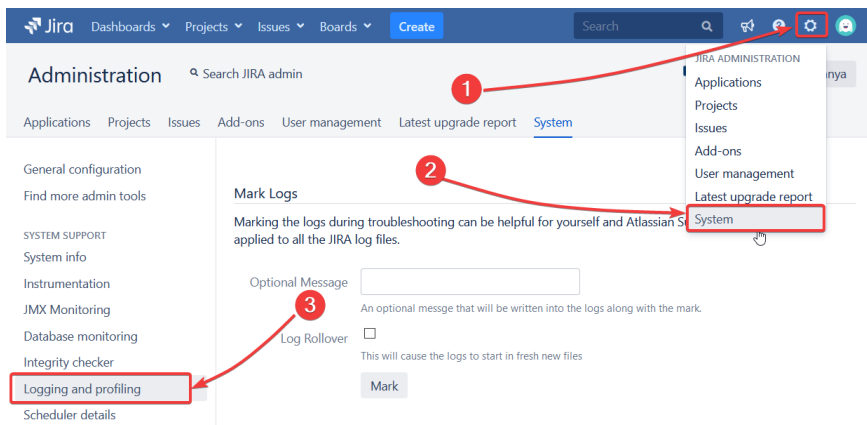 Jira Dashboards Projects Issues Boards Create Search
Administration Search JIRA admin nya
JIRA ADMINISTRATION
Applications
Projects
Issues
Add-ons
User management
Latest upgrade report
System
1
Applications Projects Issues Add-ons User management Latest upgrade report System
2
General configuration
Find more admin tools
SYSTEM SUPPORT
System info
Instrumentation
JMX Monitoring
Database monitoring
Integrity checker
Logging and profiling
Scheduler details
Mark Logs
Marking the logs during troubleshooting can be helpful for yourself and Atlassian S
applied to all the JIRA log files.
Optional Message
An optional messge that will be written into the logs along with the mark.
3
Log Rollover
This will cause the logs to start in fresh new files
Mark